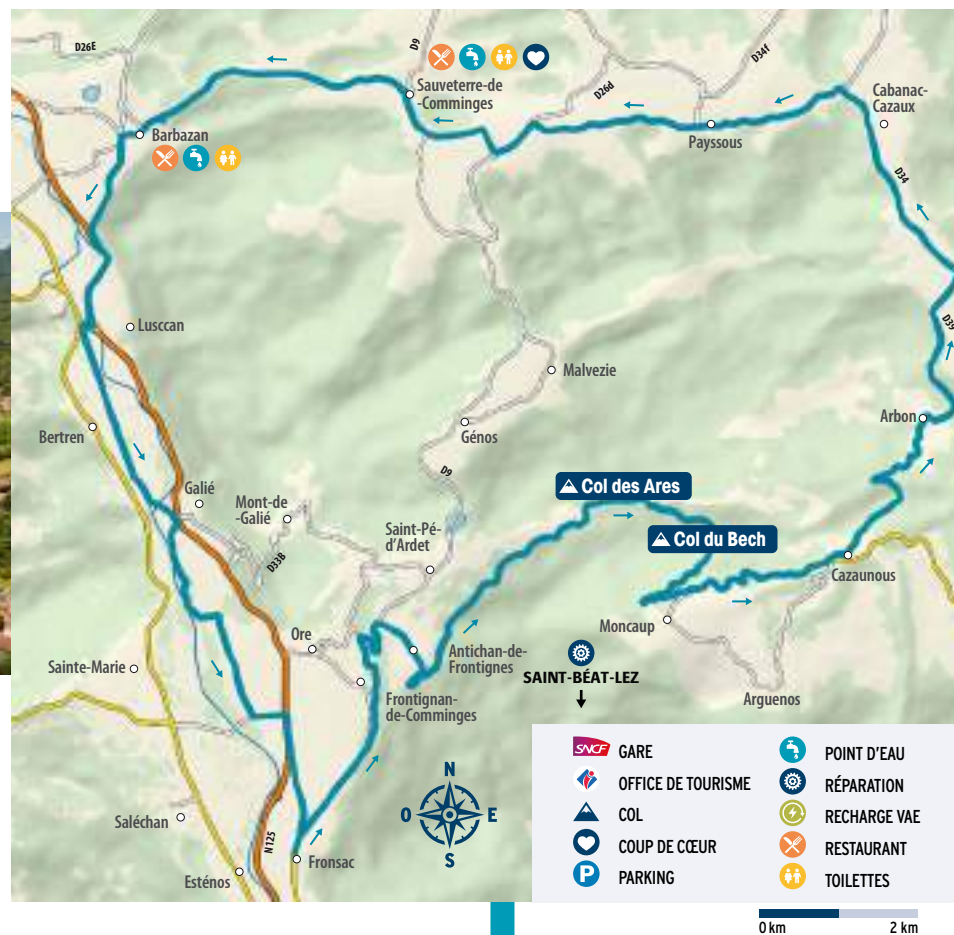 D26E
D9
D34f
Sauveterre-de
-Comminges
D26d
Cabanac-
Cazaux
Barbazan
Payssous
D34
Lusccan
D39
Malvezie
Arbon
Bertren
Génos
D9
Col des Ares
Galié
Mont-de
-Galié
Saint-Pé-
d'Ardet
Col du Bech
D33B
Cazaunous
Moncaup
Ore
Antichan-de-
Frontignes
Sainte-Marie
SAINT-BÉAT-LEZ
Arguenos
Frontignan-
de-Comminges
N
O
E
S
Saléchan
N125
Fronsac
Esténos
SNCF GARE
OFFICE DE TOURISME
COL
COUP DE CŒUR
P PARKING
POINT D'EAU
RÉPARATION
RECHARGE VAE
RESTAURANT
TOILETTES
0 km
2 km